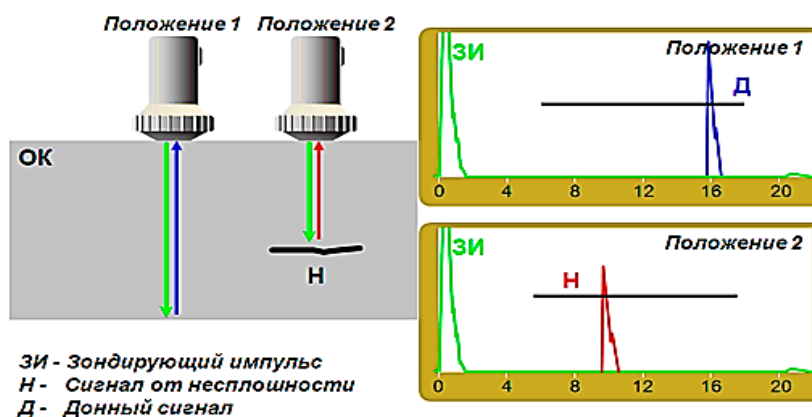 Положение 1 Положение 2
ОК
Н
ЗИ - Зондирующий импульс
Н - Сигнал от несплошности
Д - Донный сигнал
ЗИ Положение 1
Д
0 4 8 12 16 20
ЗИ Положение 2
Н
0 4 8 12 16 20